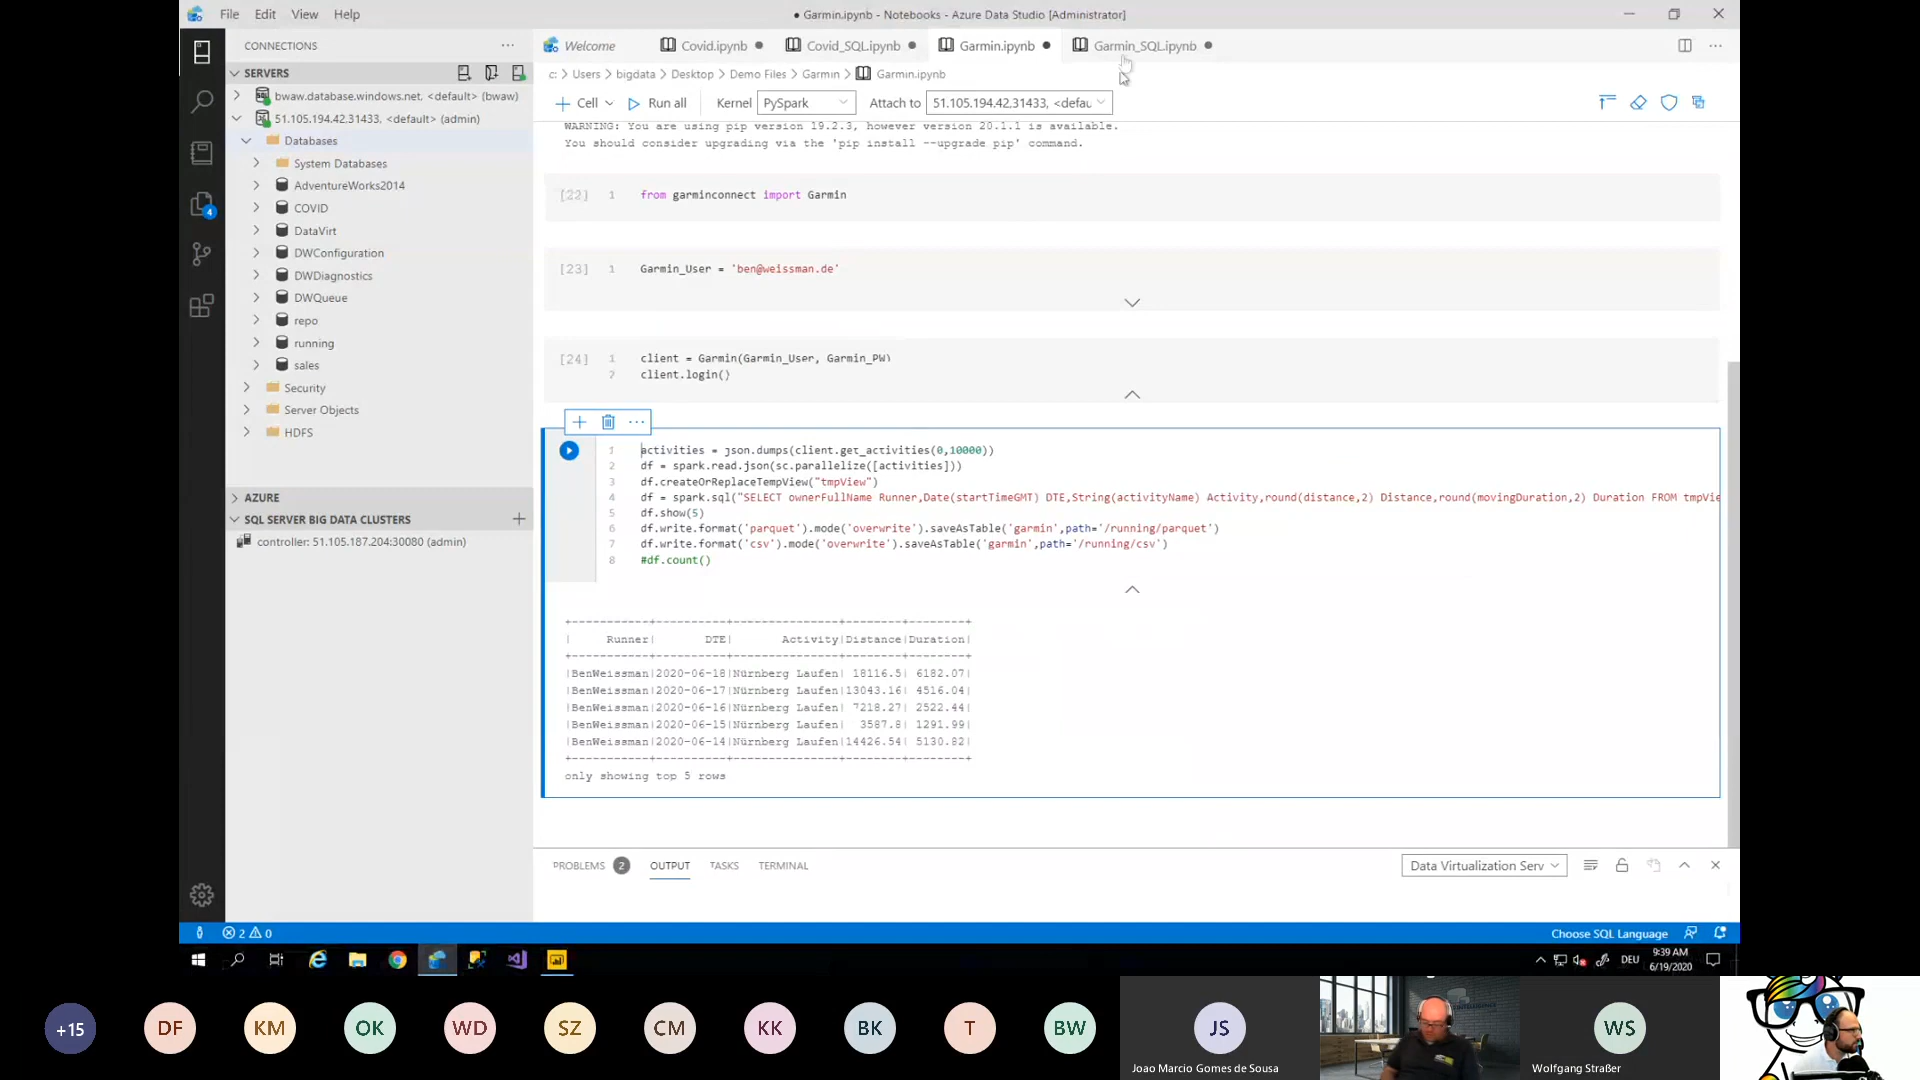 File Edit View Help
● Garmin.ipynb - Notebooks - Azure Data Studio [Administrator]
CONNECTIONS
Welcome
Covid.ipynb
Covid_SQL.ipynb
Garmin.ipynb
Garmin_SQL.ipynb
SERVERS
c: > Users > bigdata > Desktop > Demo Files > Garmin > Garmin.ipynb
bwaw.database.windows.net, <default> (bwaw)
51.105.194.42,31433, <default> (admin)
Databases
System Databases
AdventureWorks2014
COVID
DataVirt
DWConfiguration
DWDiagnostics
DWQueue
repo
running
sales
Security
Server Objects
HDFS
AZURE
SQL SERVER BIG DATA CLUSTERS
controller: 51.105.187.204:30080 (admin)
4
Cell Run all Kernel PySpark Attach to 51.105.194.42,31433, <defau
WARNING: You are using pip version 19.2.3, however version 20.1.1 is available.
You should consider upgrading via the 'pip install --upgrade pip' command.
[22] 1 from garminconnect import Garmin
[23] 1 Garmin_User = 'ben@weissman.de'
[24] 1 client = Garmin(Garmin_User, Garmin_PW)
2 client.login()
1 activities = json.dumps(client.get_activities(0,10000))
2 df = spark.read.json(sc.parallelize([activities]))
3 df.createOrReplaceTempView("tmpView")
4 df = spark.sql("SELECT ownerFullName Runner,Date(startTimeGMT) DTE,String(activityName) Activity,round(distance,2) Distance,round(movingDuration,2) Duration FROM tmpVie
5 df.show(5)
6 df.write.format('parquet').mode('overwrite').saveAsTable('garmin',path='/running/parquet')
7 df.write.format('csv').mode('overwrite').saveAsTable('garmin',path='/running/csv')
8 #df.count()
+-----------+----------+---------------+--------+--------+
|     Runner|       DTE|       Activity|Distance|Duration|
+-----------+----------+---------------+--------+--------+
|BenWeissman|2020-06-18|Nürnberg Laufen| 18116.5| 6182.07|
|BenWeissman|2020-06-17|Nürnberg Laufen|13043.16| 4516.04|
|BenWeissman|2020-06-16|Nürnberg Laufen| 7218.27| 2522.44|
|BenWeissman|2020-06-15|Nürnberg Laufen|  3587.8| 1291.99|
|BenWeissman|2020-06-14|Nürnberg Laufen|14426.54| 5130.82|
+-----------+----------+---------------+--------+--------+
only showing top 5 rows
PROBLEMS 2 OUTPUT TASKS TERMINAL
Data Virtualization Serv
2 0
Choose SQL Language
DEU
9:39 AM
6/19/2020
+15 DF KM OK WD SZ CM KK BK T BW JS WS
Joao Marcio Gomes de Sousa
Wolfgang Straßer